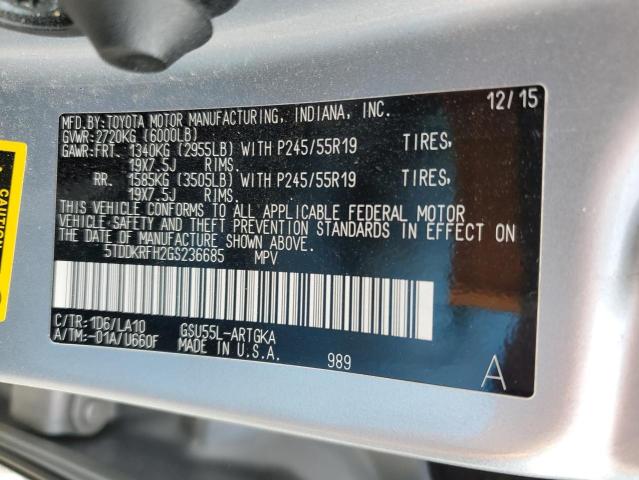 MFD.BY:TOYOTA MOTOR MANUFACTURING, INDIANA, INC. 12/15
GVWR:2720KG (6000LB)
GAWR:FRT. 1340KG (2955LB) WITH P245/55R19 TIRES,
19X7.5J RIMS.
RR. 1585KG (3505LB) WITH P245/55R19 TIRES,
19X7.5J RIMS.
THIS VEHICLE CONFORMS TO ALL APPLICABLE FEDERAL MOTOR
VEHICLE SAFETY AND THEFT PREVENTION STANDARDS IN EFFECT ON
THE DATE OF MANUFACTURE SHOWN ABOVE.
5TDDKRFH2GS236685 MPV
C/TR:1D6/LA10 GSU55L-ARTGKA
A/TM:-01A/U660F MADE IN U.S.A. 989
A
CAUTION